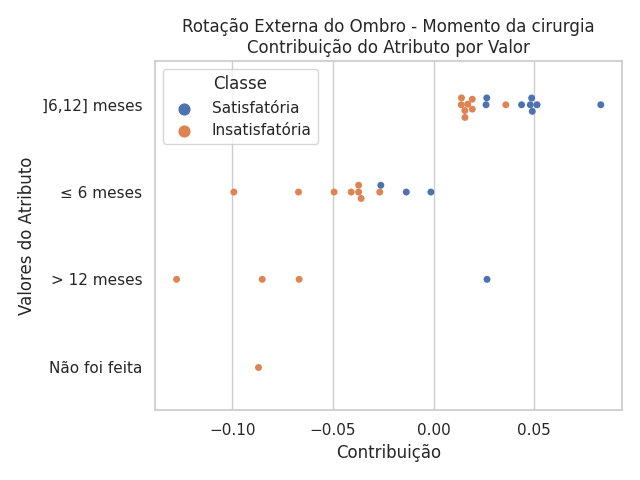 Rotação Externa do Ombro - Momento da cirurgia
Contribuição do Atributo por Valor
Classe
Satisfatória
Insatisfatória
Valores do Atributo
]6,12] meses
≤ 6 meses
> 12 meses
Não foi feita
−0.10
−0.05
0.00
0.05
Contribuição